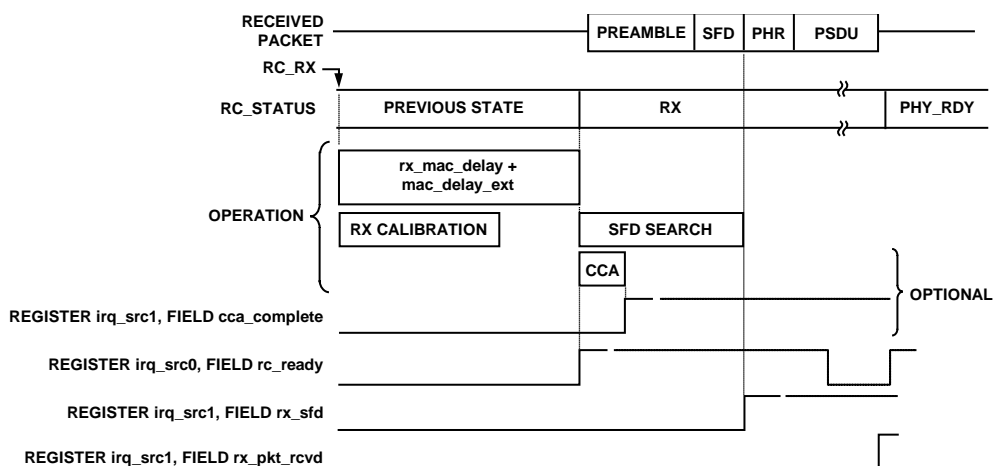 RECEIVED
PACKET
PREAMBLE SFD PHR PSDU
RC_RX
RC_STATUS
PREVIOUS STATE RX PHY_RDY
rx_mac_delay +
mac_delay_ext
OPERATION
RX CALIBRATION SFD SEARCH
CCA
OPTIONAL
REGISTER irq_src1, FIELD cca_complete
REGISTER irq_src0, FIELD rc_ready
REGISTER irq_src1, FIELD rx_sfd
REGISTER irq_src1, FIELD rx_pkt_rcvd